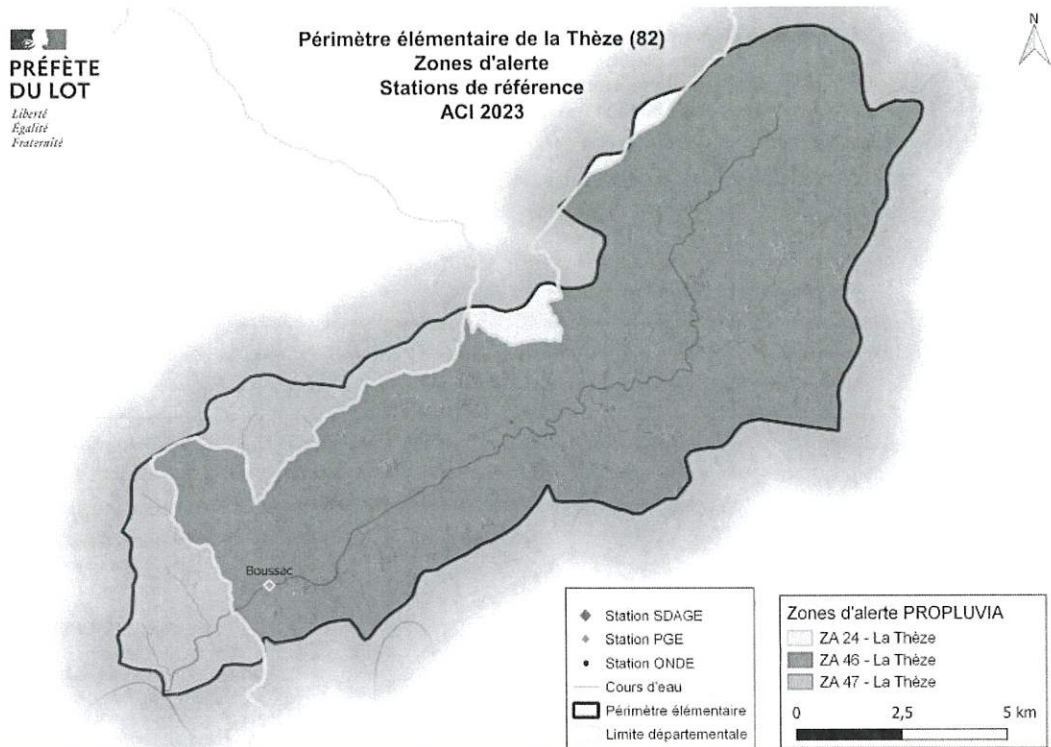 PRÉFÈTE
DU LOT
Liberté
Égalité
Fraternité
Périmètre élémentaire de la Thèze (82)
Zones d'alerte
Stations de référence
ACI 2023
N
Boussac
Station SDAGE
Station PGE
Station ONDE
Cours d'eau
Périmètre élémentaire
Limite départementale
Zones d'alerte PROPLUVIA
ZA 24 - La Thèze
ZA 46 - La Thèze
ZA 47 - La Thèze
0 2,5 5 km